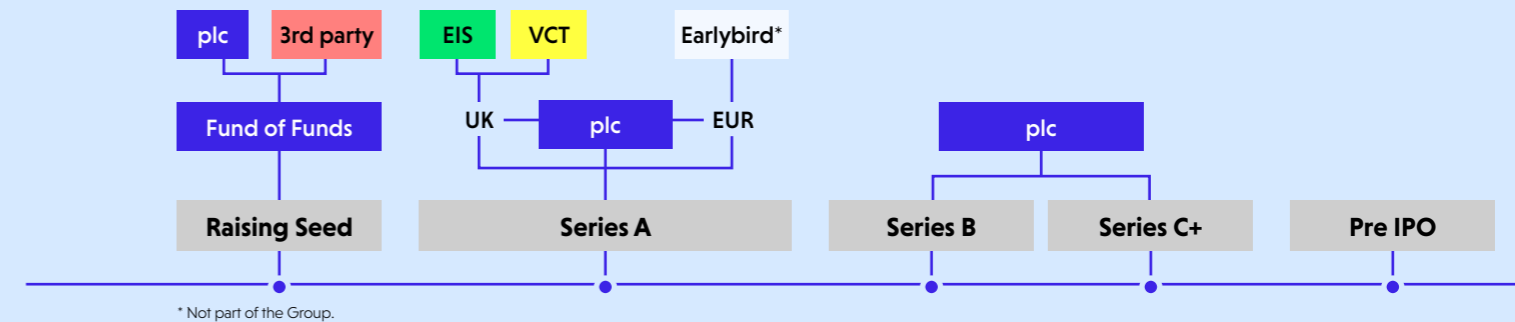 plc
3rd party
EIS
VCT
Earlybird*
Fund of Funds
UK
plc
EUR
plc
Raising Seed
Series A
Series B
Series C+
Pre IPO
* Not part of the Group.